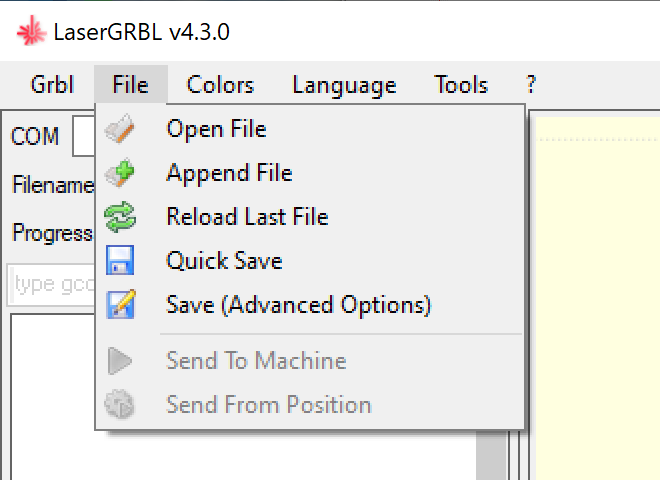 LaserGRBL v4.3.0
Grbl File Colors Language Tools ?
COM
Open File
Append File
Filename
Reload Last File
Progress
Quick Save
type gco
Save (Advanced Options)
Send To Machine
Send From Position